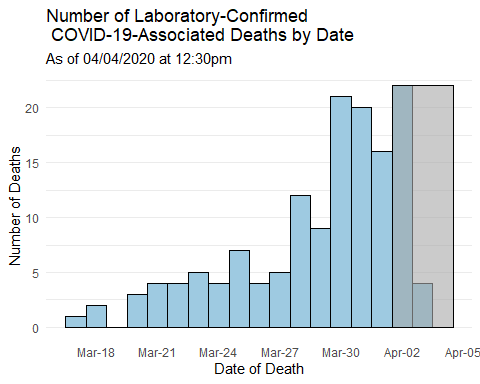 Number of Laboratory-Confirmed
COVID-19-Associated Deaths by Date
As of 04/04/2020 at 12:30pm
Number of Deaths
20
15
10
5
0
Mar-18 Mar-21 Mar-24 Mar-27 Mar-30 Apr-02 Apr-05
Date of Death